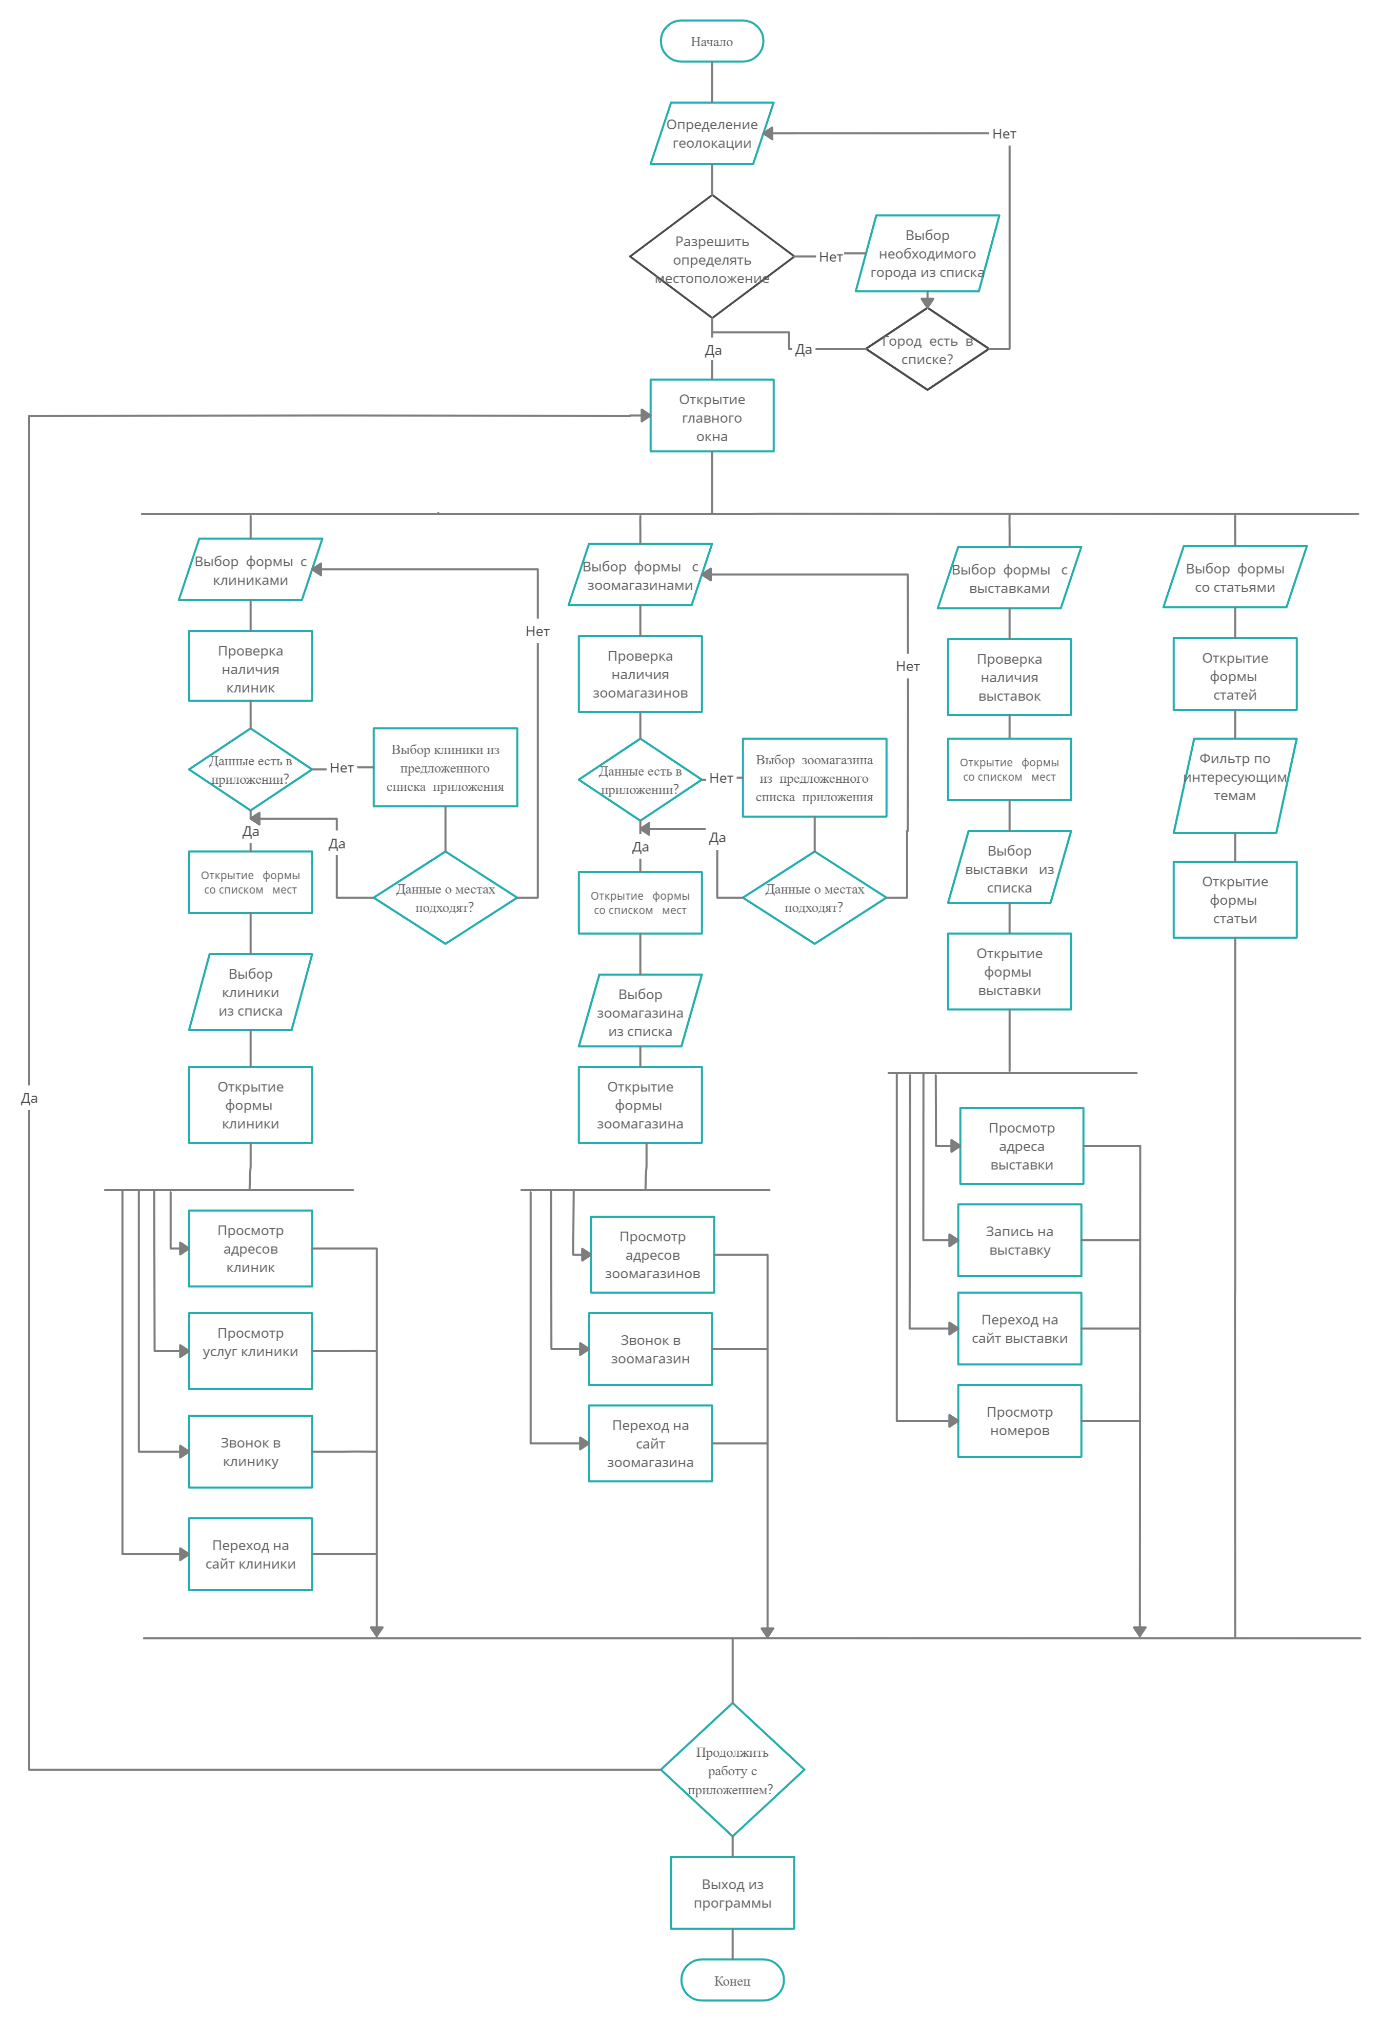 Начало
Определение
геолокации
Нет
Разрешить
определять
местоположение
Нет
Выбор
необходимого
города из списка
Город есть в
списке?
Да
Да
Открытие
главного
окна
Выбор формы с
клиниками
Проверка
наличия
клиник
Данные есть в
приложении?
Нет
Выбор клиники из
предложенного
списка приложения
Нет
Да
Да
Данные о местах
подходят?
Открытие формы
со списком мест
Выбор
клиники
из списка
Открытие
формы
клиники
Просмотр
адресов
клиник
Просмотр
услуг клиники
Звонок в
клинику
Переход на
сайт клиники
Выбор формы с
зоомагазинами
Проверка
наличия
зоомагазинов
Данные есть в
приложении?
Нет
Выбор зоомагазина
из предложенного
списка приложения
Нет
Да
Да
Данные о местах
подходят?
Открытие формы
со списком мест
Выбор
зоомагазина
из списка
Открытие
формы
зоомагазина
Просмотр
адресов
зоомагазинов
Звонок в
зоомагазин
Переход на
сайт
зоомагазина
Выбор формы с
выставками
Проверка
наличия
выставок
Открытие формы
со списком мест
Выбор
выставки из
списка
Открытие
формы
выставки
Просмотр
адреса
выставки
Запись на
выставку
Переход на
сайт выставки
Просмотр
номеров
Выбор формы
со статьями
Открытие
формы
статей
Фильтр по
интересующим
темам
Открытие
формы
статьи
Да
Продолжить
работу с
приложением?
Выход из
программы
Конец